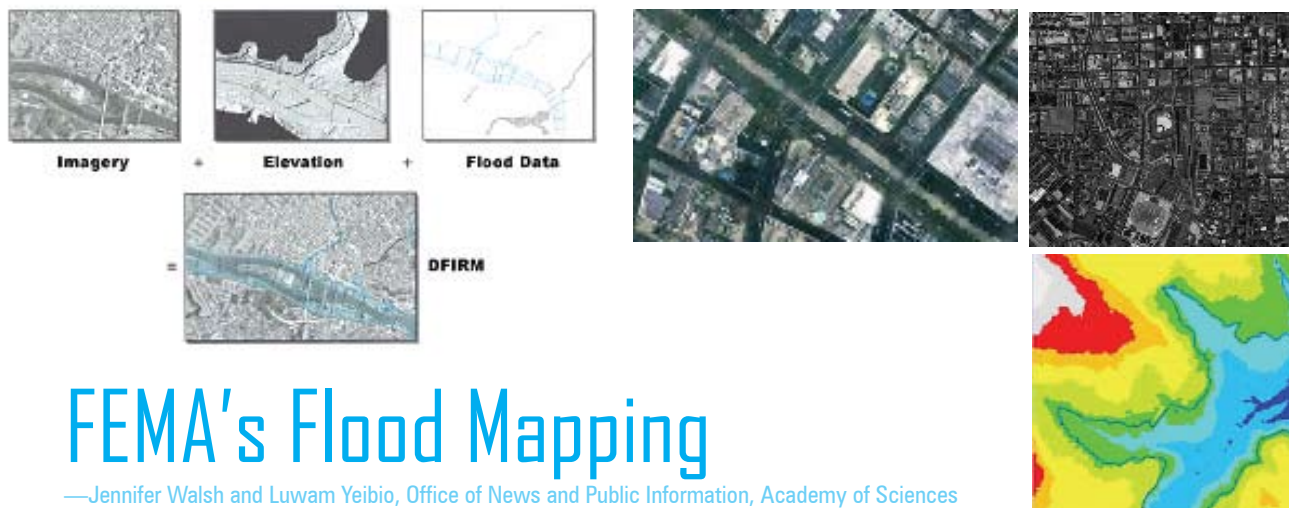 Imagery + Elevation + Flood Data
= DFIRM
FEMA's Flood Mapping
—Jennifer Walsh and Luwam Yeibio, Office of News and Public Information, Academy of Sciences